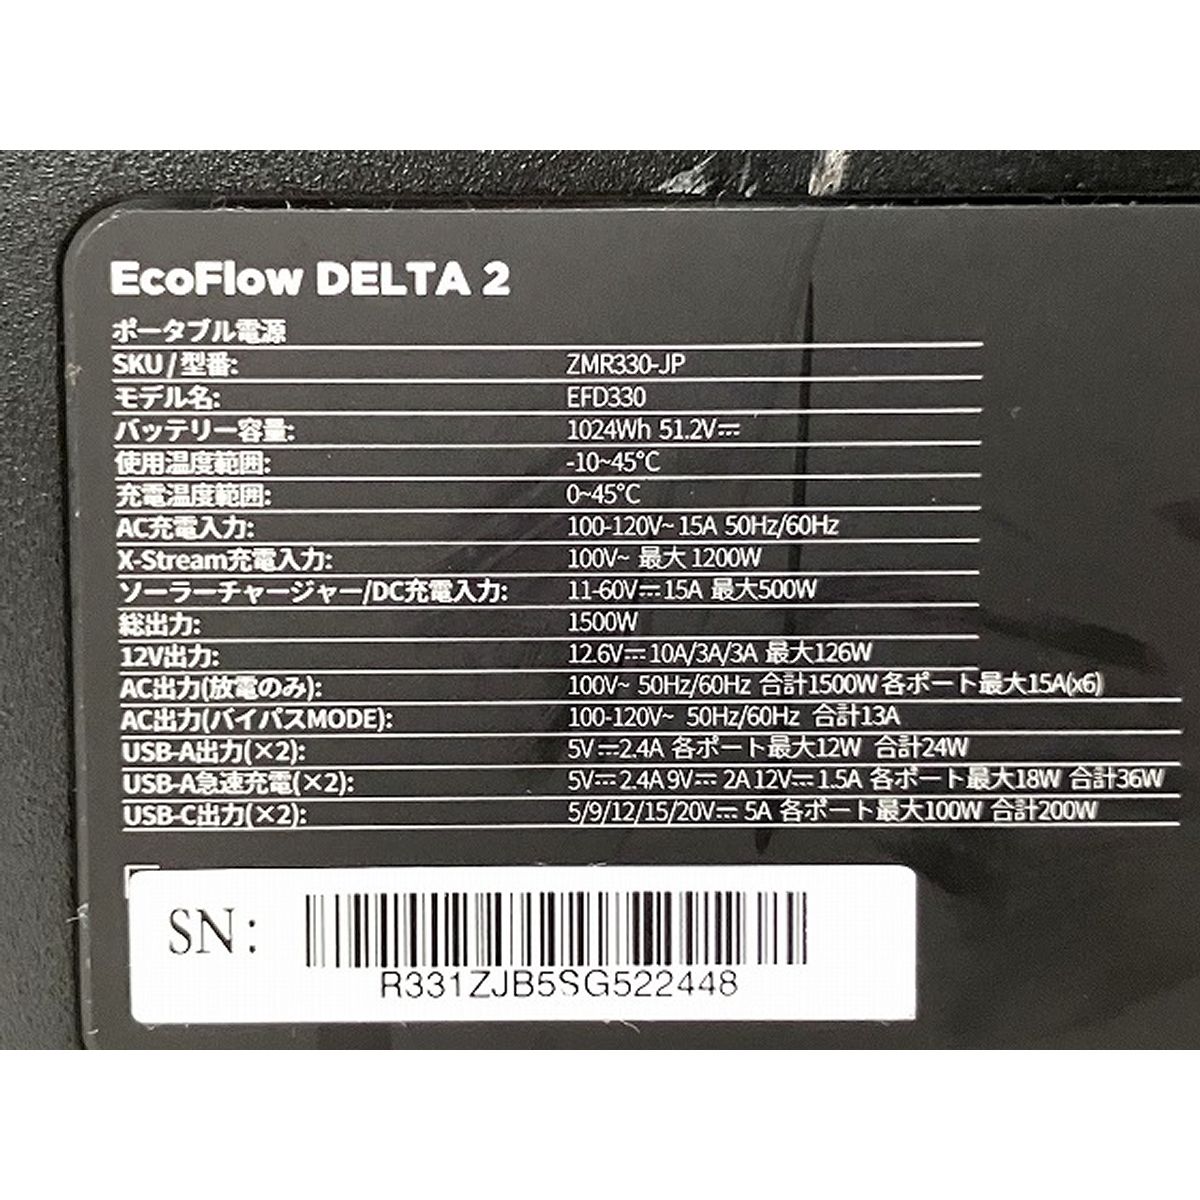 EcoFlow DELTA 2
ポータブル電源
SKU / 型番: ZMR330-JP
モデル名: EFD330
バッテリー容量: 1024Wh 51.2V⎓
使用温度範囲: -10~45°C
充電温度範囲: 0~45°C
AC充電入力: 100-120V~ 15A 50Hz/60Hz
X-Stream充電入力: 100V~ 最大 1200W
ソーラーチャージャー/DC充電入力: 11-60V⎓15A 最大500W
総出力: 1500W
12V出力: 12.6V⎓10A/3A/3A 最大126W
AC出力(放電のみ): 100V~ 50Hz/60Hz 合計1500W 各ポート最大15A(x6)
AC出力(バイパスMODE): 100-120V~ 50Hz/60Hz 合計13A
USB-A出力(×2): 5V⎓2.4A 各ポート最大12W 合計24W
USB-A急速充電(×2): 5V⎓2.4A 9V⎓2A 12V⎓1.5A 各ポート最大18W 合計36W
USB-C出力(×2): 5/9/12/15/20V⎓ 5A 各ポート最大100W 合計200W
SN:
R331ZJB5SG522448